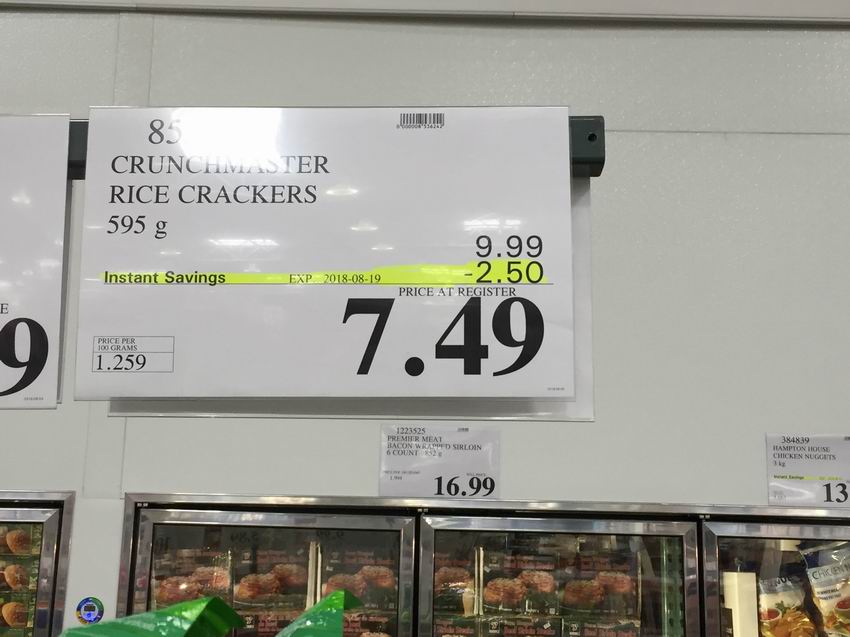 85
CRUNCHMASTER
RICE CRACKERS
595 g
9.99
Instant Savings EXP. 2018-08-19 -2.50
PRICE AT REGISTER
7.49
PRICE PER
100 GRAMS
1.259
E
9
1223525
PREMIER MEAT
BACON WRAPPED SIRLOIN
6 COUNT 852 g
16.99
384839
HAMPTON HOUSE
CHICKEN NUGGETS
3 kg
Instant Savings
13